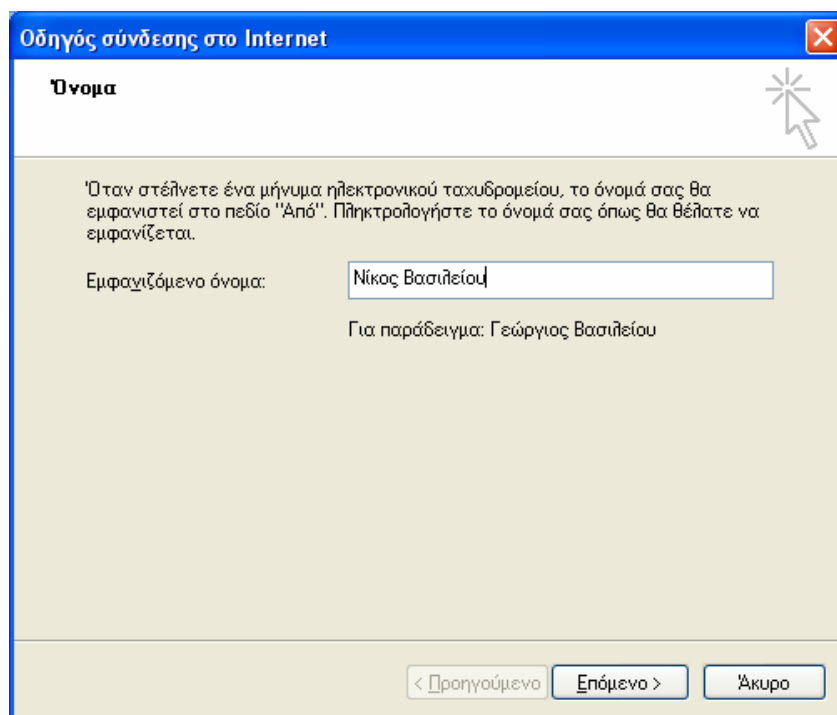 Οδηγός σύνδεσης στο Internet
Όνομα
Όταν στέλνετε ένα μήνυμα ηλεκτρονικού ταχυδρομείου, το όνομά σας θα
εμφανιστεί στο πεδίο "Από". Πληκτρολογήστε το όνομά σας όπως θα θέλατε να
εμφανίζεται.
Εμφανιζόμενο όνομα: Νίκος Βασιλείου
Για παράδειγμα: Γεώργιος Βασιλείου
< Προηγούμενο Επόμενο > Άκυρο